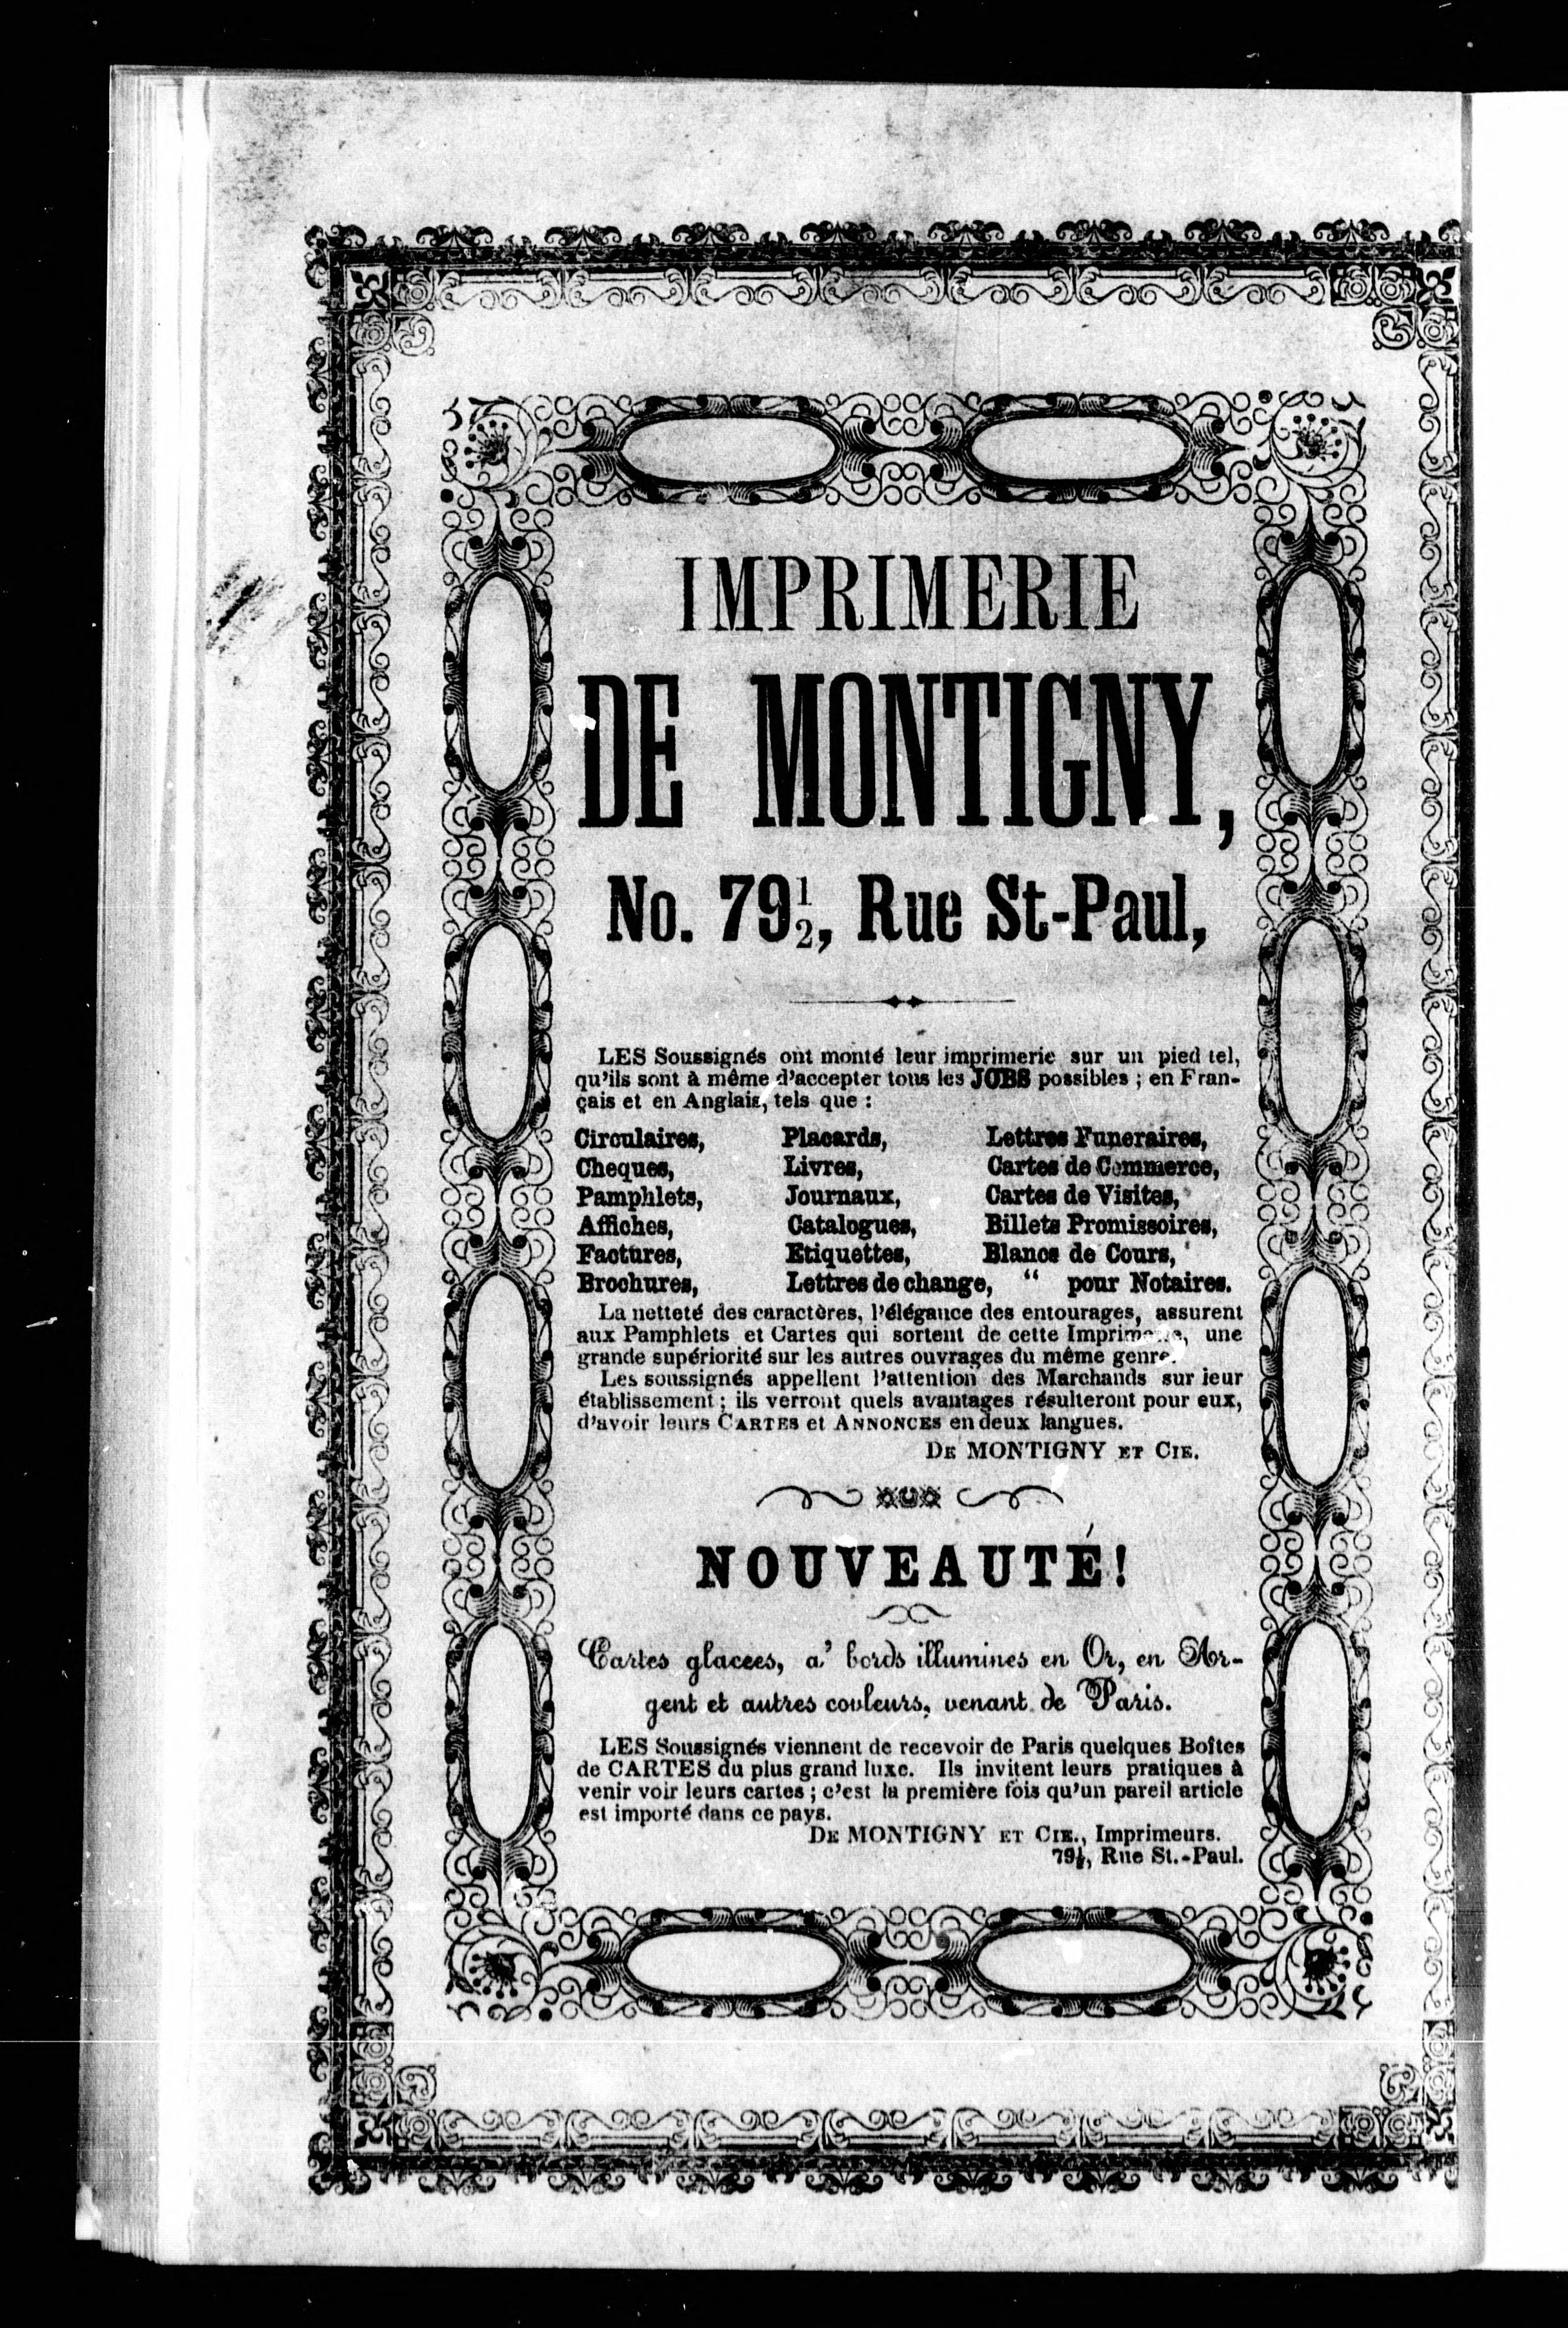 IMPRIMERIE
DE MONTIGNY,
No. 79½, Rue St-Paul,
LES Soussignés ont monté leur imprimerie sur un pied tel,
qu'ils sont à même d'accepter tous les JOBS possibles ; en Fran-
çais et en Anglais, tels que :
Circulaires, Placards, Lettres Funeraires,
Cheques, Livres, Cartes de Commerce,
Pamphlets, Journaux, Cartes de Visites,
Affiches, Catalogues, Billets Promissoires,
Factures, Etiquettes, Blancs de Cours,
Brochures, Lettres de change, “ pour Notaires.
La netteté des caractères, l'élégance des entourages, assurent
aux Pamphlets et Cartes qui sortent de cette Imprimerie, une
grande supériorité sur les autres ouvrages du même genre.
Les soussignés appellent l'attention des Marchands sur leur
établissement ; ils verront quels avantages résulteront pour eux,
d'avoir leurs CARTES et ANNONCES en deux langues.
DE MONTIGNY ET CIE.
NOUVEAUTÉ!
Cartes glacees, a' bords illumines en Or, en Ar-
gent et autres couleurs, venant de Paris.
LES Soussignés viennent de recevoir de Paris quelques Boîtes
de CARTES du plus grand luxe. Ils invitent leurs pratiques à
venir voir leurs cartes ; c'est la première fois qu'un pareil article
est importé dans ce pays.
DE MONTIGNY ET CIE., Imprimeurs.
79½, Rue St.-Paul.